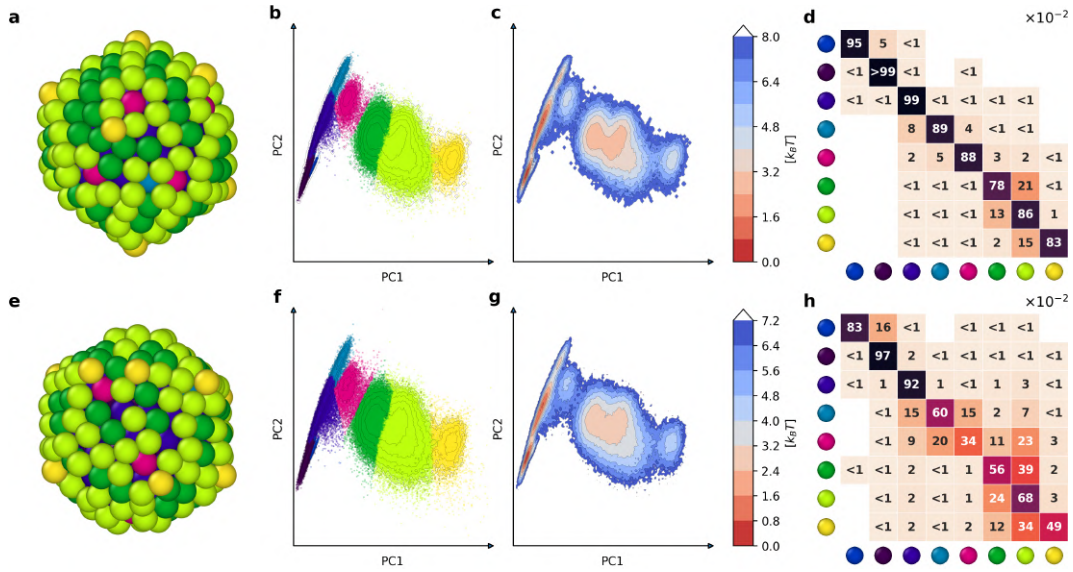 a
b
c
d
×10⁻²
PC2
PC1
PC1
8.0
6.4
4.8
3.2
1.6
0.0
[k_BT]
95 5 <1
<1 >99 <1 <1
<1 <1 99 <1 <1 <1 <1
8 89 4 <1 <1
2 5 88 3 2 <1
<1 <1 <1 78 21 <1
<1 <1 <1 13 86 1
<1 <1 <1 2 15 83
e
f
g
h
×10⁻²
PC2
PC2
PC1
PC1
7.2
6.4
5.6
4.8
4.0
3.2
2.4
1.6
0.8
0.0
[k_BT]
83 16 <1 <1 <1 <1
<1 97 2 <1 <1 <1 <1 <1
<1 1 92 1 <1 1 3 <1
<1 15 60 15 2 7 <1
<1 9 20 34 11 23 3
<1 <1 2 <1 1 56 39 2
<1 2 <1 1 24 68 3
<1 2 <1 2 12 34 49
PC2